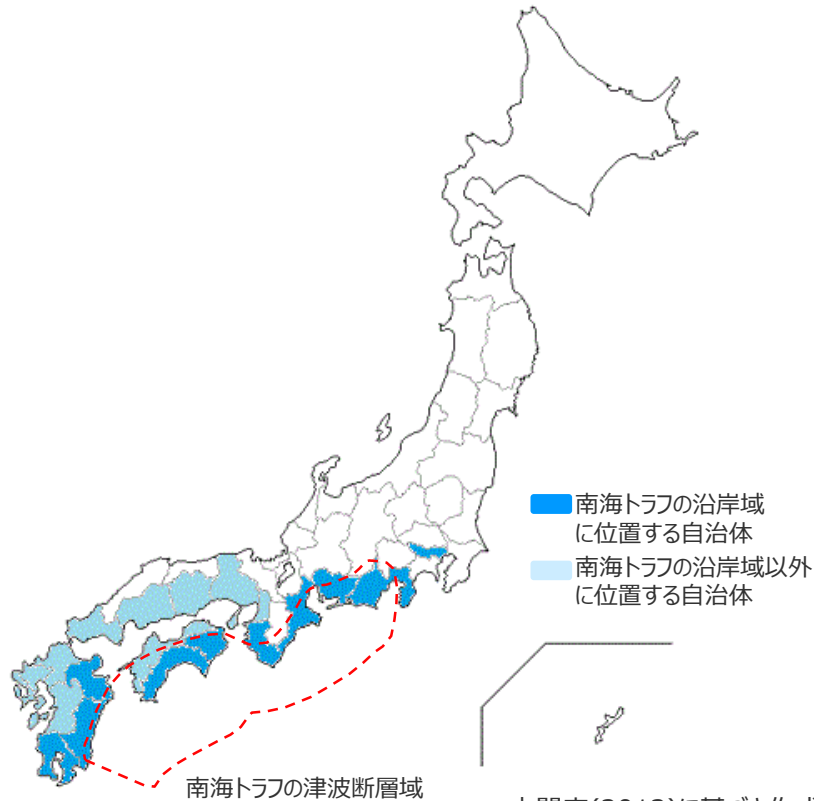 南海トラフの沿岸域
に位置する自治体
南海トラフの沿岸域以外
に位置する自治体
南海トラフの津波断層域